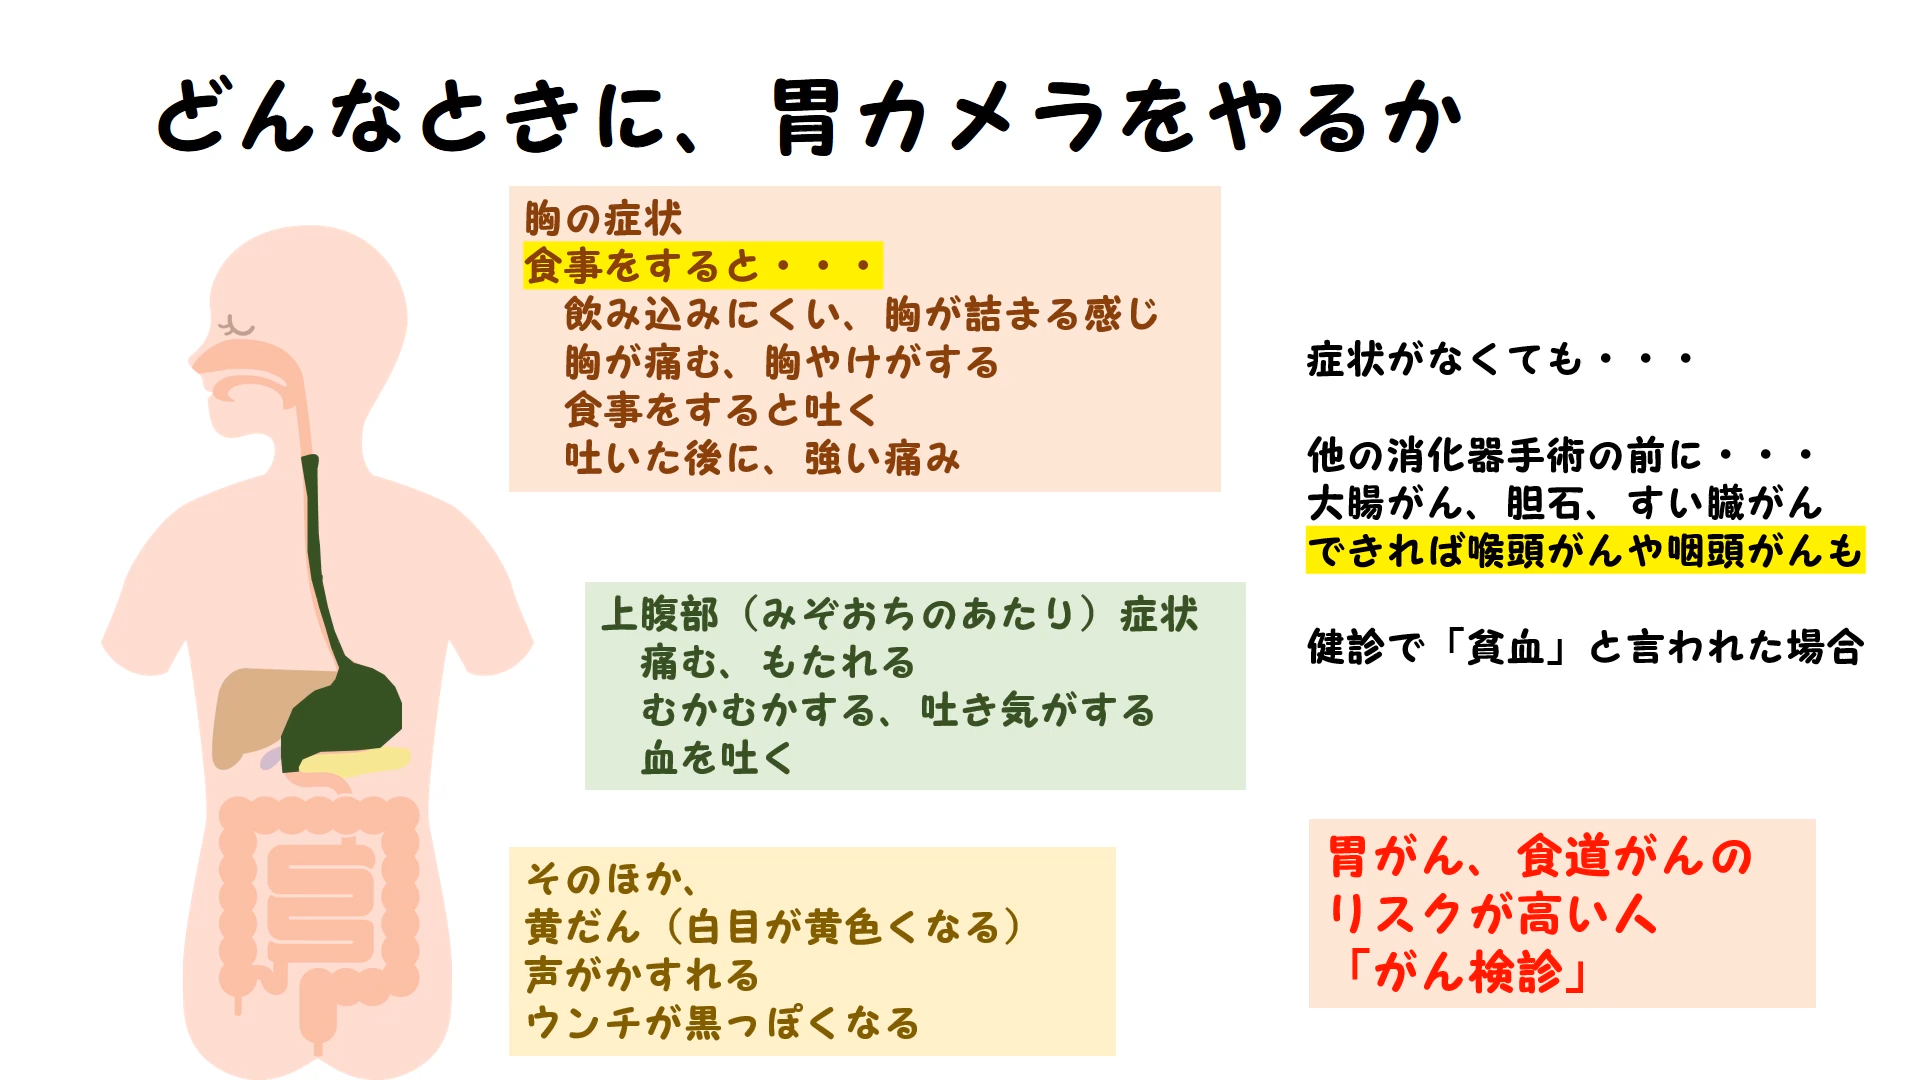 どんなときに、胃カメラをやるか
胸の症状
食事をすると・・・
飲み込みにくい、胸が詰まる感じ
胸が痛む、胸やけがする
食事をすると吐く
吐いた後に、強い痛み
上腹部（みぞおちのあたり）症状
痛む、もたれる
むかむかする、吐き気がする
血を吐く
そのほか、
黄だん（白目が黄色くなる）
声がかすれる
ウンチが黒っぽくなる
症状がなくても・・・
他の消化器手術の前に・・・
大腸がん、胆石、すい臓がん
できれば喉頭がんや咽頭がんも
健診で「貧血」と言われた場合
胃がん、食道がんの
リスクが高い人
「がん検診」